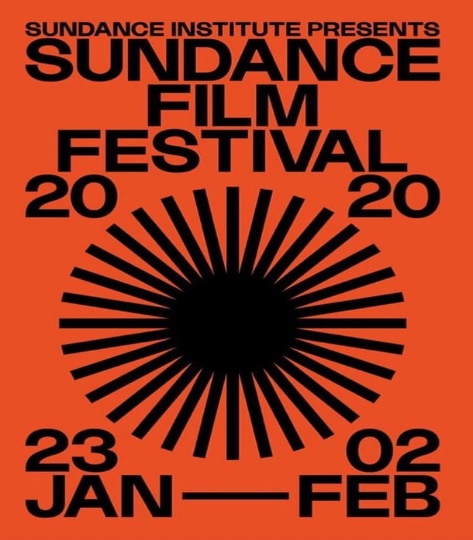 SUNDANCE INSTITUTE PRESENTS
SUNDANCE
FILM
FESTIVAL
20 20
23 02
JAN — FEB